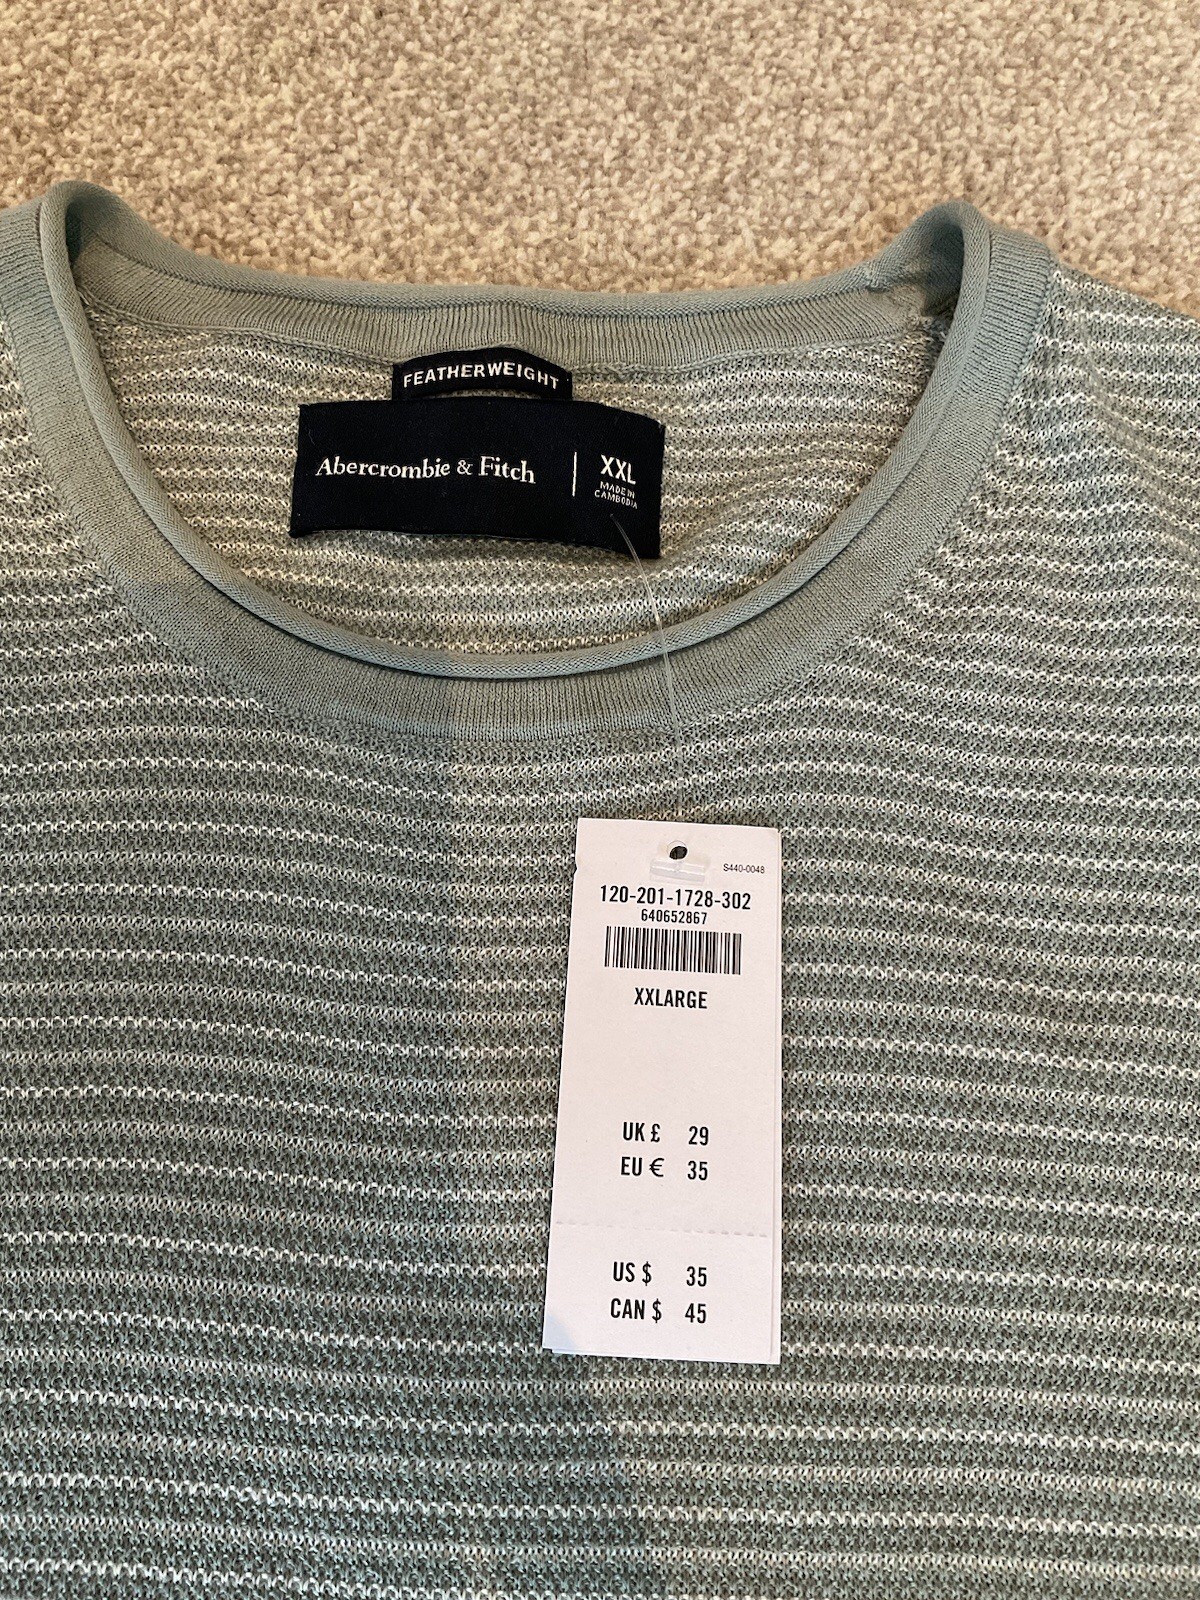 FEATHERWEIGHT
Abercrombie & Fitch | XXL
MADE IN
CAMBODIA
S440-0048
120-201-1728-302
640652867
XXLARGE
UK £ 29
EU € 35
US $ 35
CAN $ 45